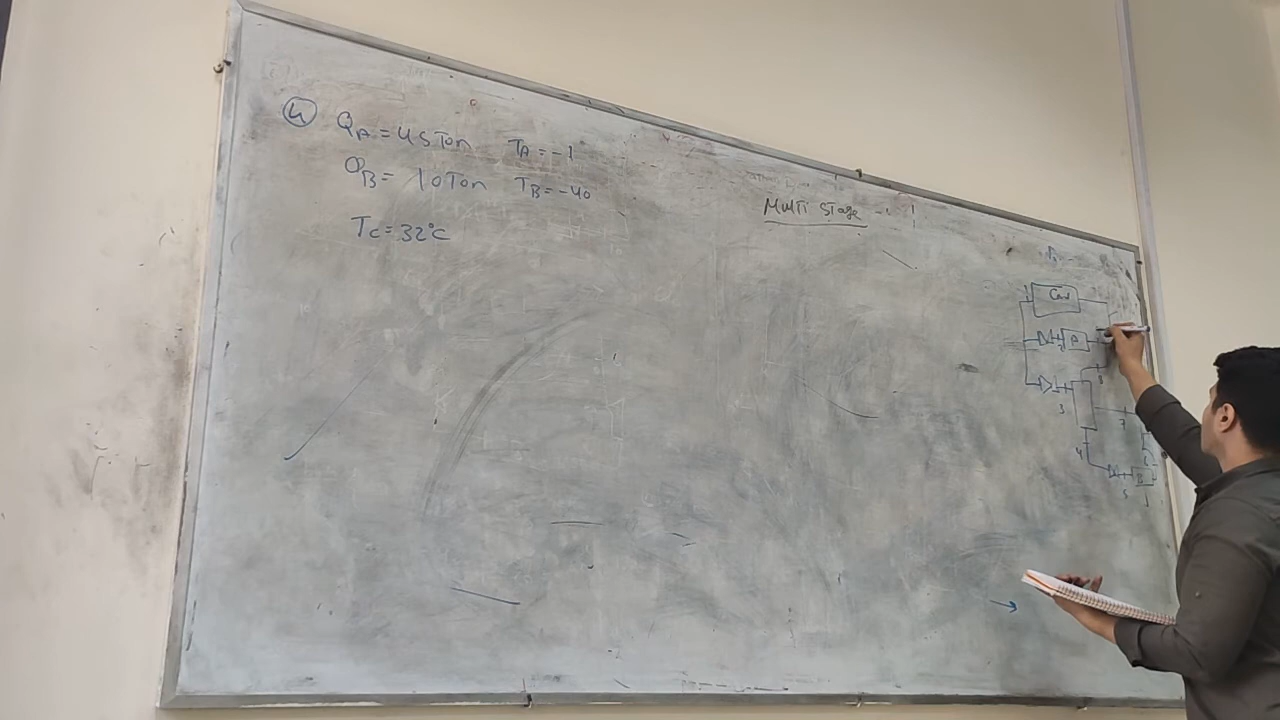 ④ QA = 45 Ton TA = -1
QB = 10 Ton TB = -40
Tc = 32°C
Multi Stage
Cond
A
3
8
7
4
5
B